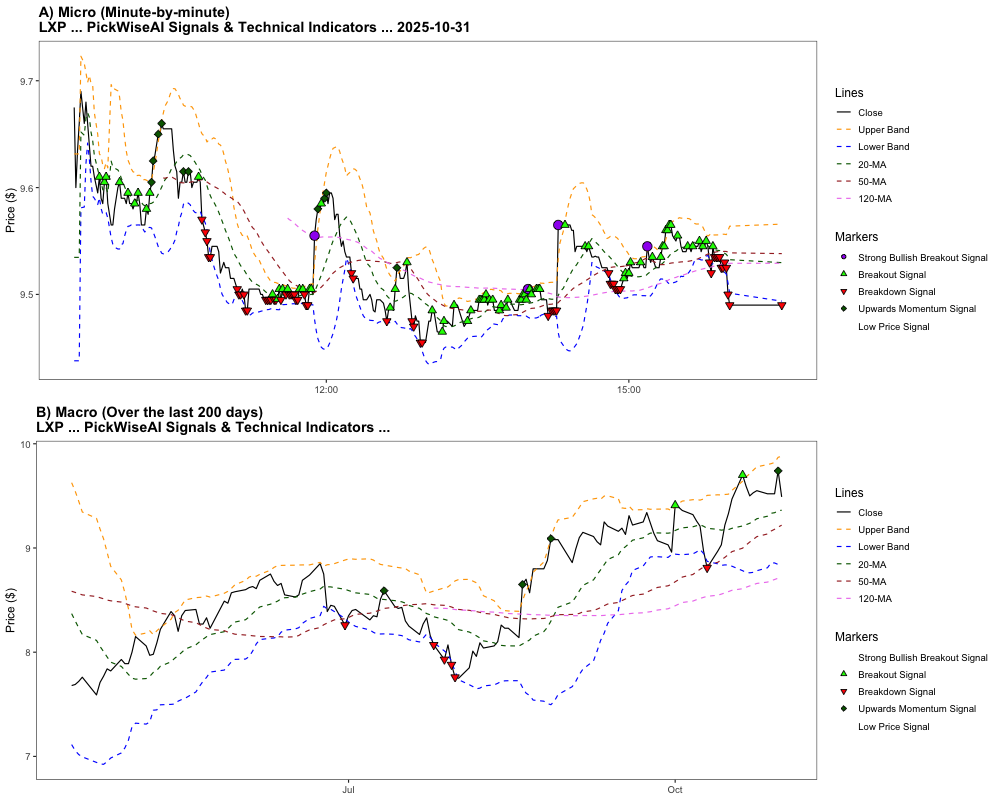 A) Micro (Minute-by-minute)
LXP ... PickWiseAI Signals & Technical Indicators ... 2025-10-31
Price ($)
9.7
9.6
9.5
12:00
15:00
Lines
Close
Upper Band
Lower Band
20-MA
50-MA
120-MA
Markers
Strong Bullish Breakout Signal
Breakout Signal
Breakdown Signal
Upwards Momentum Signal
Low Price Signal
B) Macro (Over the last 200 days)
LXP ... PickWiseAI Signals & Technical Indicators ...
Price ($)
10
9
8
7
Jul
Oct
Lines
Close
Upper Band
Lower Band
20-MA
50-MA
120-MA
Markers
Strong Bullish Breakout Signal
Breakout Signal
Breakdown Signal
Upwards Momentum Signal
Low Price Signal